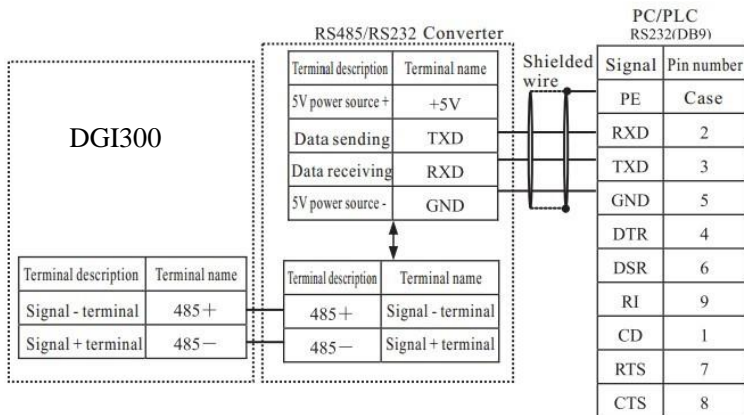 PC/PLC
RS485/RS232 Converter
RS232(DB9)
Terminal description Terminal name
Shielded wire
Signal Pin number
5V power source + +5V
PE Case
DGI300
Data sending TXD
RXD 2
Data receiving RXD
TXD 3
5V power source - GND
GND 5
DTR 4
Terminal description Terminal name
Terminal description Terminal name
DSR 6
Signal - terminal 485+
485+ Signal - terminal
RI 9
Signal + terminal 485-
485- Signal + terminal
CD 1
RTS 7
CTS 8